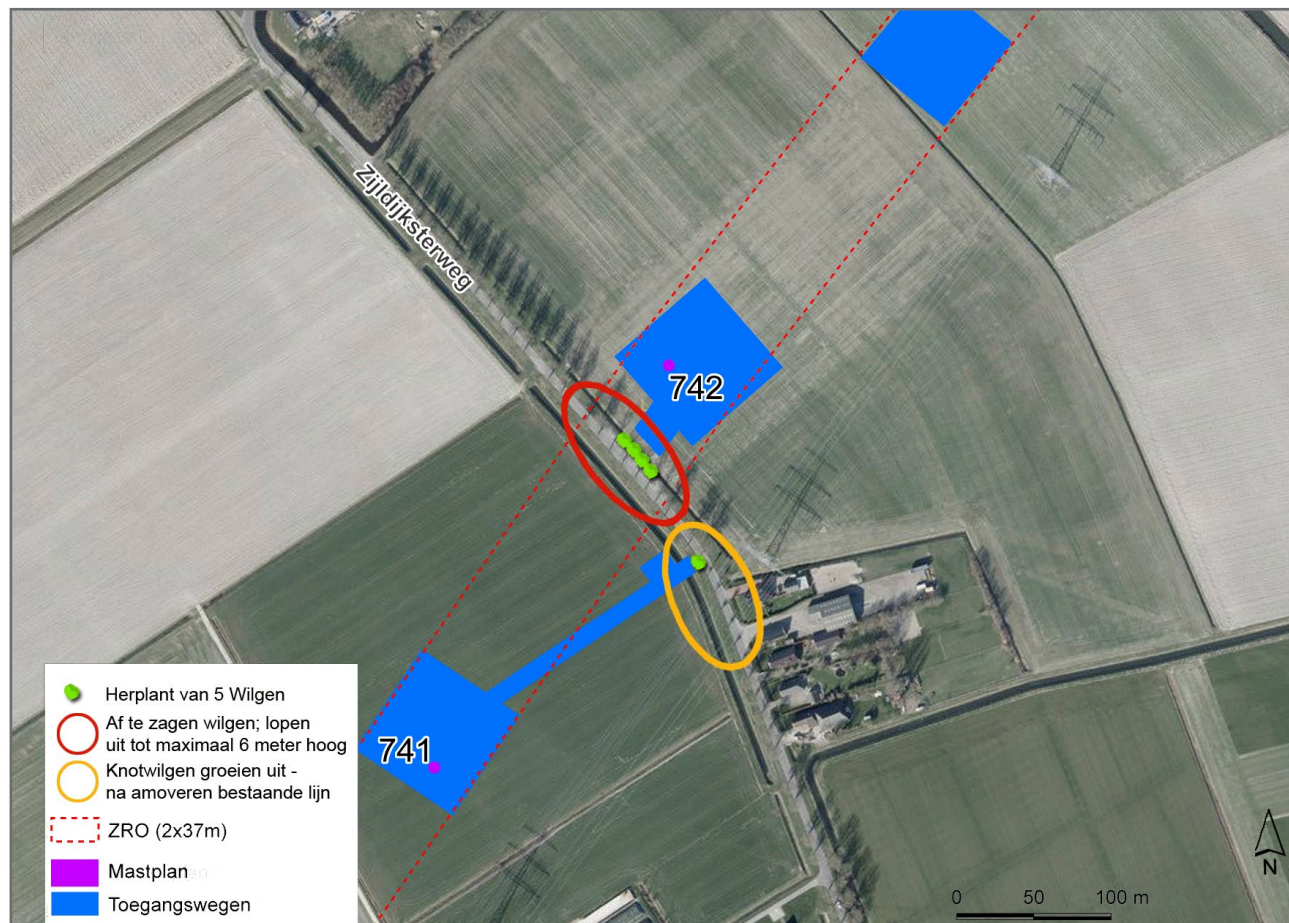 Zijldijksterweg
742
741
Herplant van 5 Wilgen
Af te zagen wilgen; lopen
uit tot maximaal 6 meter hoog
Knotwilgen groeien uit -
na amoveren bestaande lijn
ZRO (2x37m)
Mastplan
Toegangswegen
N
0 50 100 m